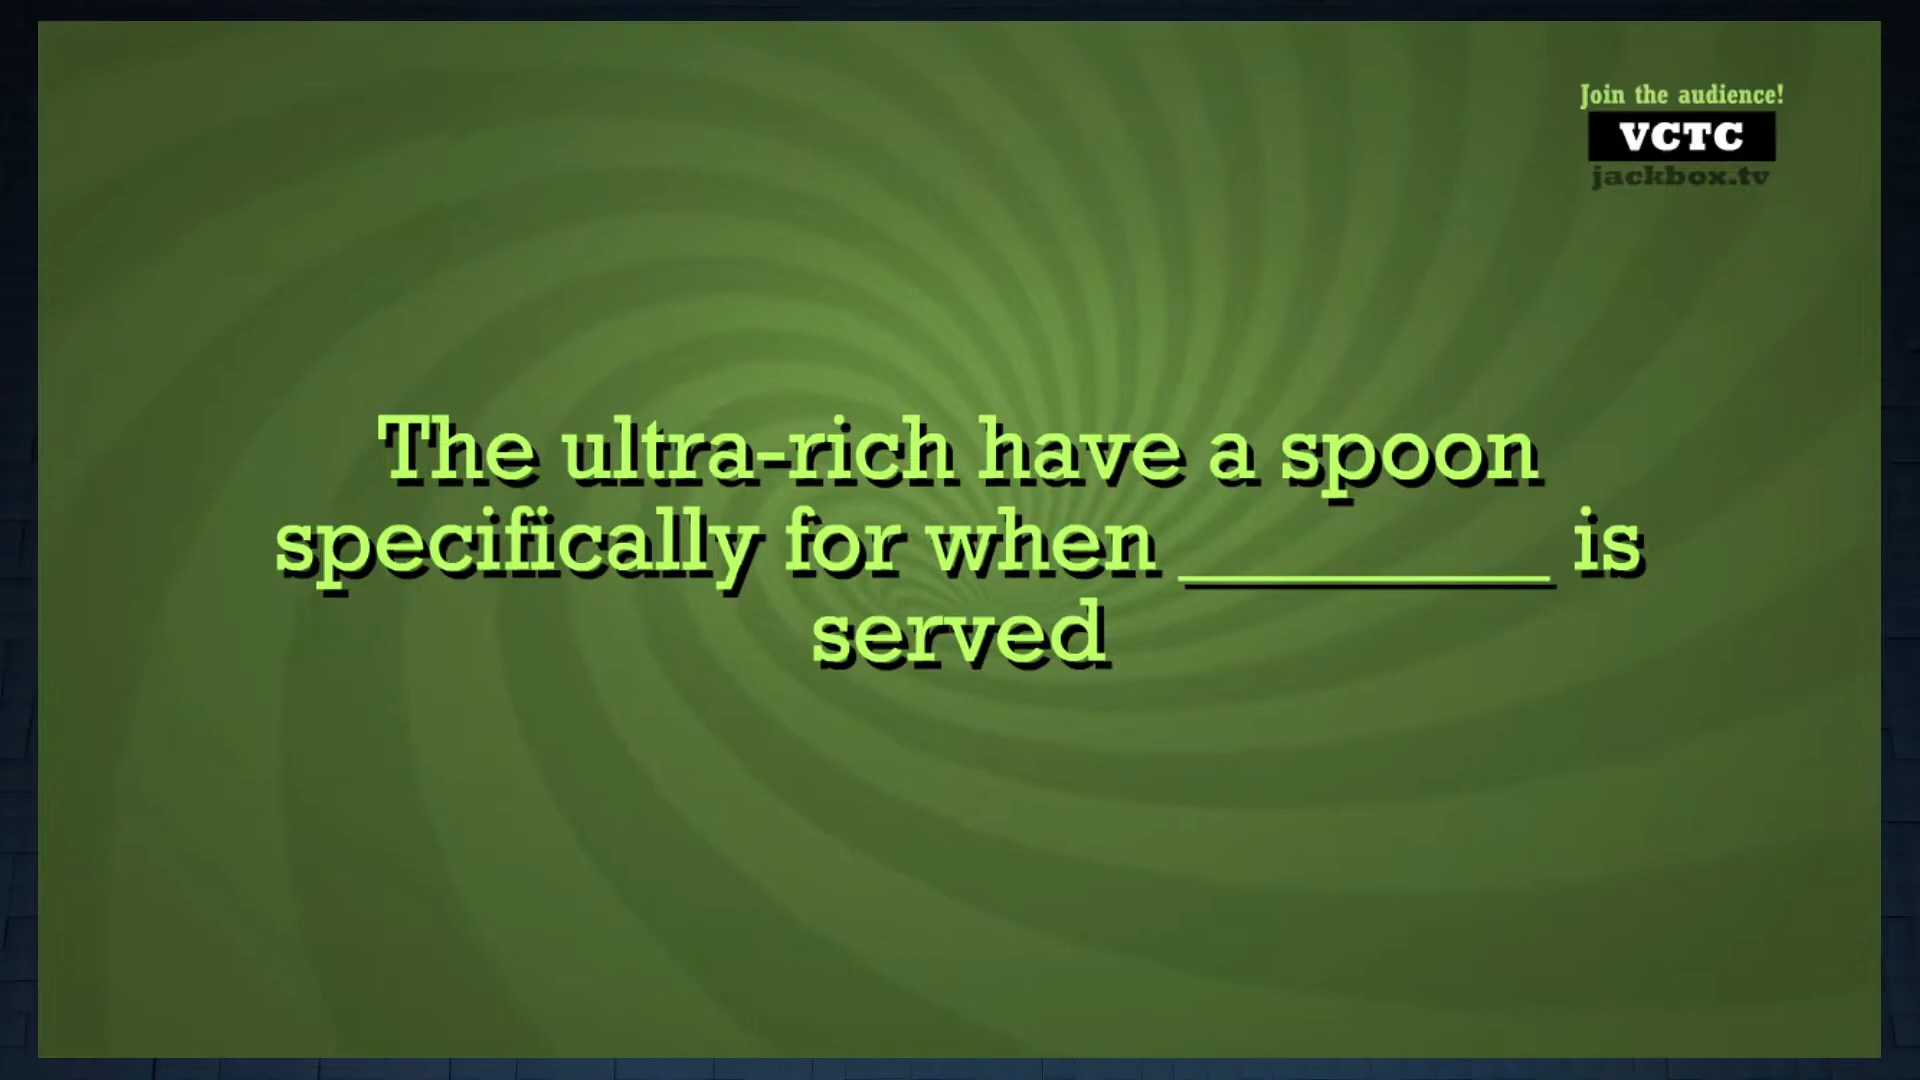 Join the audience!
VCTC
jackbox.tv
The ultra-rich have a spoon
specifically for when ________ is
served